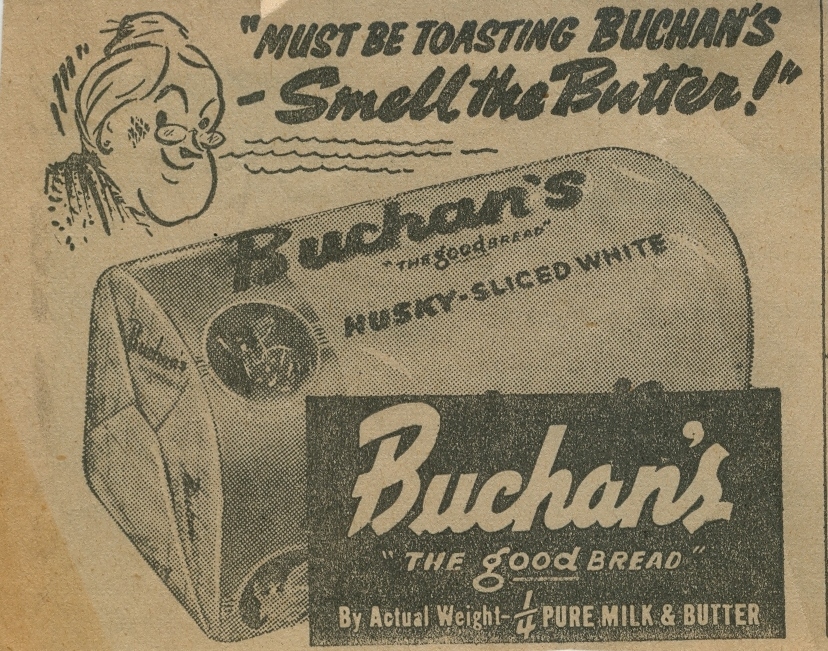 "MUST BE TOASTING BUCHAN'S
- Smell the Butter!"
Buchan's
"THE good BREAD"
HUSKY-SLICED WHITE
Buchan's
Buchan's
"THE good BREAD"
By Actual Weight-1/4 PURE MILK & BUTTER